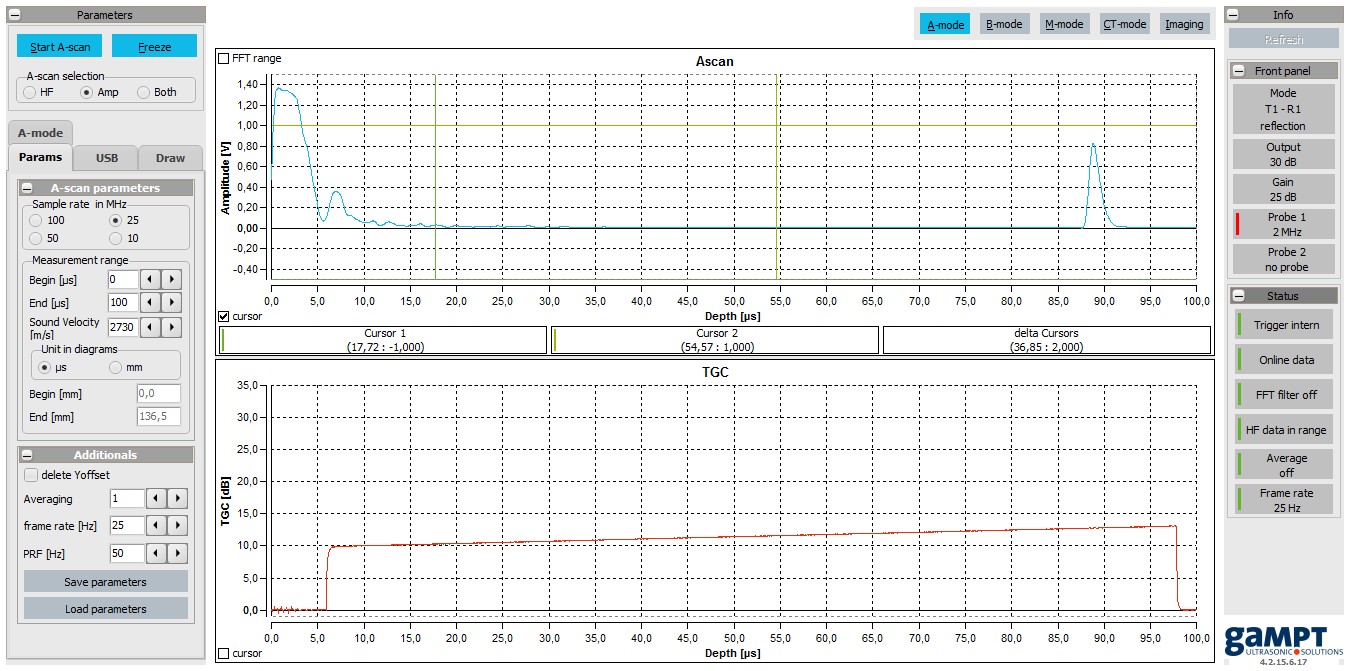 Parameters
Start A-scan
Freeze
A-scan selection
HF
Amp
Both
A-mode
Params
USB
Draw
A-scan parameters
Sample rate in MHz
100
25
50
10
Measurement range
Begin [µs]
0
End [µs]
100
Sound Velocity
[m/s]
2730
Unit in diagrams
µs
mm
Begin [mm]
0,0
End [mm]
136,5
Additionals
delete Yoffset
Averaging
1
frame rate [Hz]
25
PRF [Hz]
50
Save parameters
Load parameters
A-mode
B-mode
M-mode
CT-mode
Imaging
FFT range
Ascan
Amplitude [V]
1,40
1,20
1,00
0,80
0,60
0,40
0,20
0,00
-0,20
-0,40
0,0 5,0 10,0 15,0 20,0 25,0 30,0 35,0 40,0 45,0 50,0 55,0 60,0 65,0 70,0 75,0 80,0 85,0 90,0 95,0 100,0
cursor
Depth [µs]
Cursor 1
(17,72 : -1,000)
Cursor 2
(54,57 : 1,000)
delta Cursors
(36,85 : 2,000)
TGC
TGC [dB]
35,0
30,0
25,0
20,0
15,0
10,0
5,0
0,0
0,0 5,0 10,0 15,0 20,0 25,0 30,0 35,0 40,0 45,0 50,0 55,0 60,0 65,0 70,0 75,0 80,0 85,0 90,0 95,0 100,0
cursor
Depth [µs]
Info
Refresh
Front panel
Mode
T1 - R1
reflection
Output
30 dB
Gain
25 dB
Probe 1
2 MHz
Probe 2
no probe
Status
Trigger intern
Online data
FFT filter off
HF data in range
Average
off
Frame rate
25 Hz
gaMPT
ULTRASONIC SOLUTIONS
4.2.15.6.17